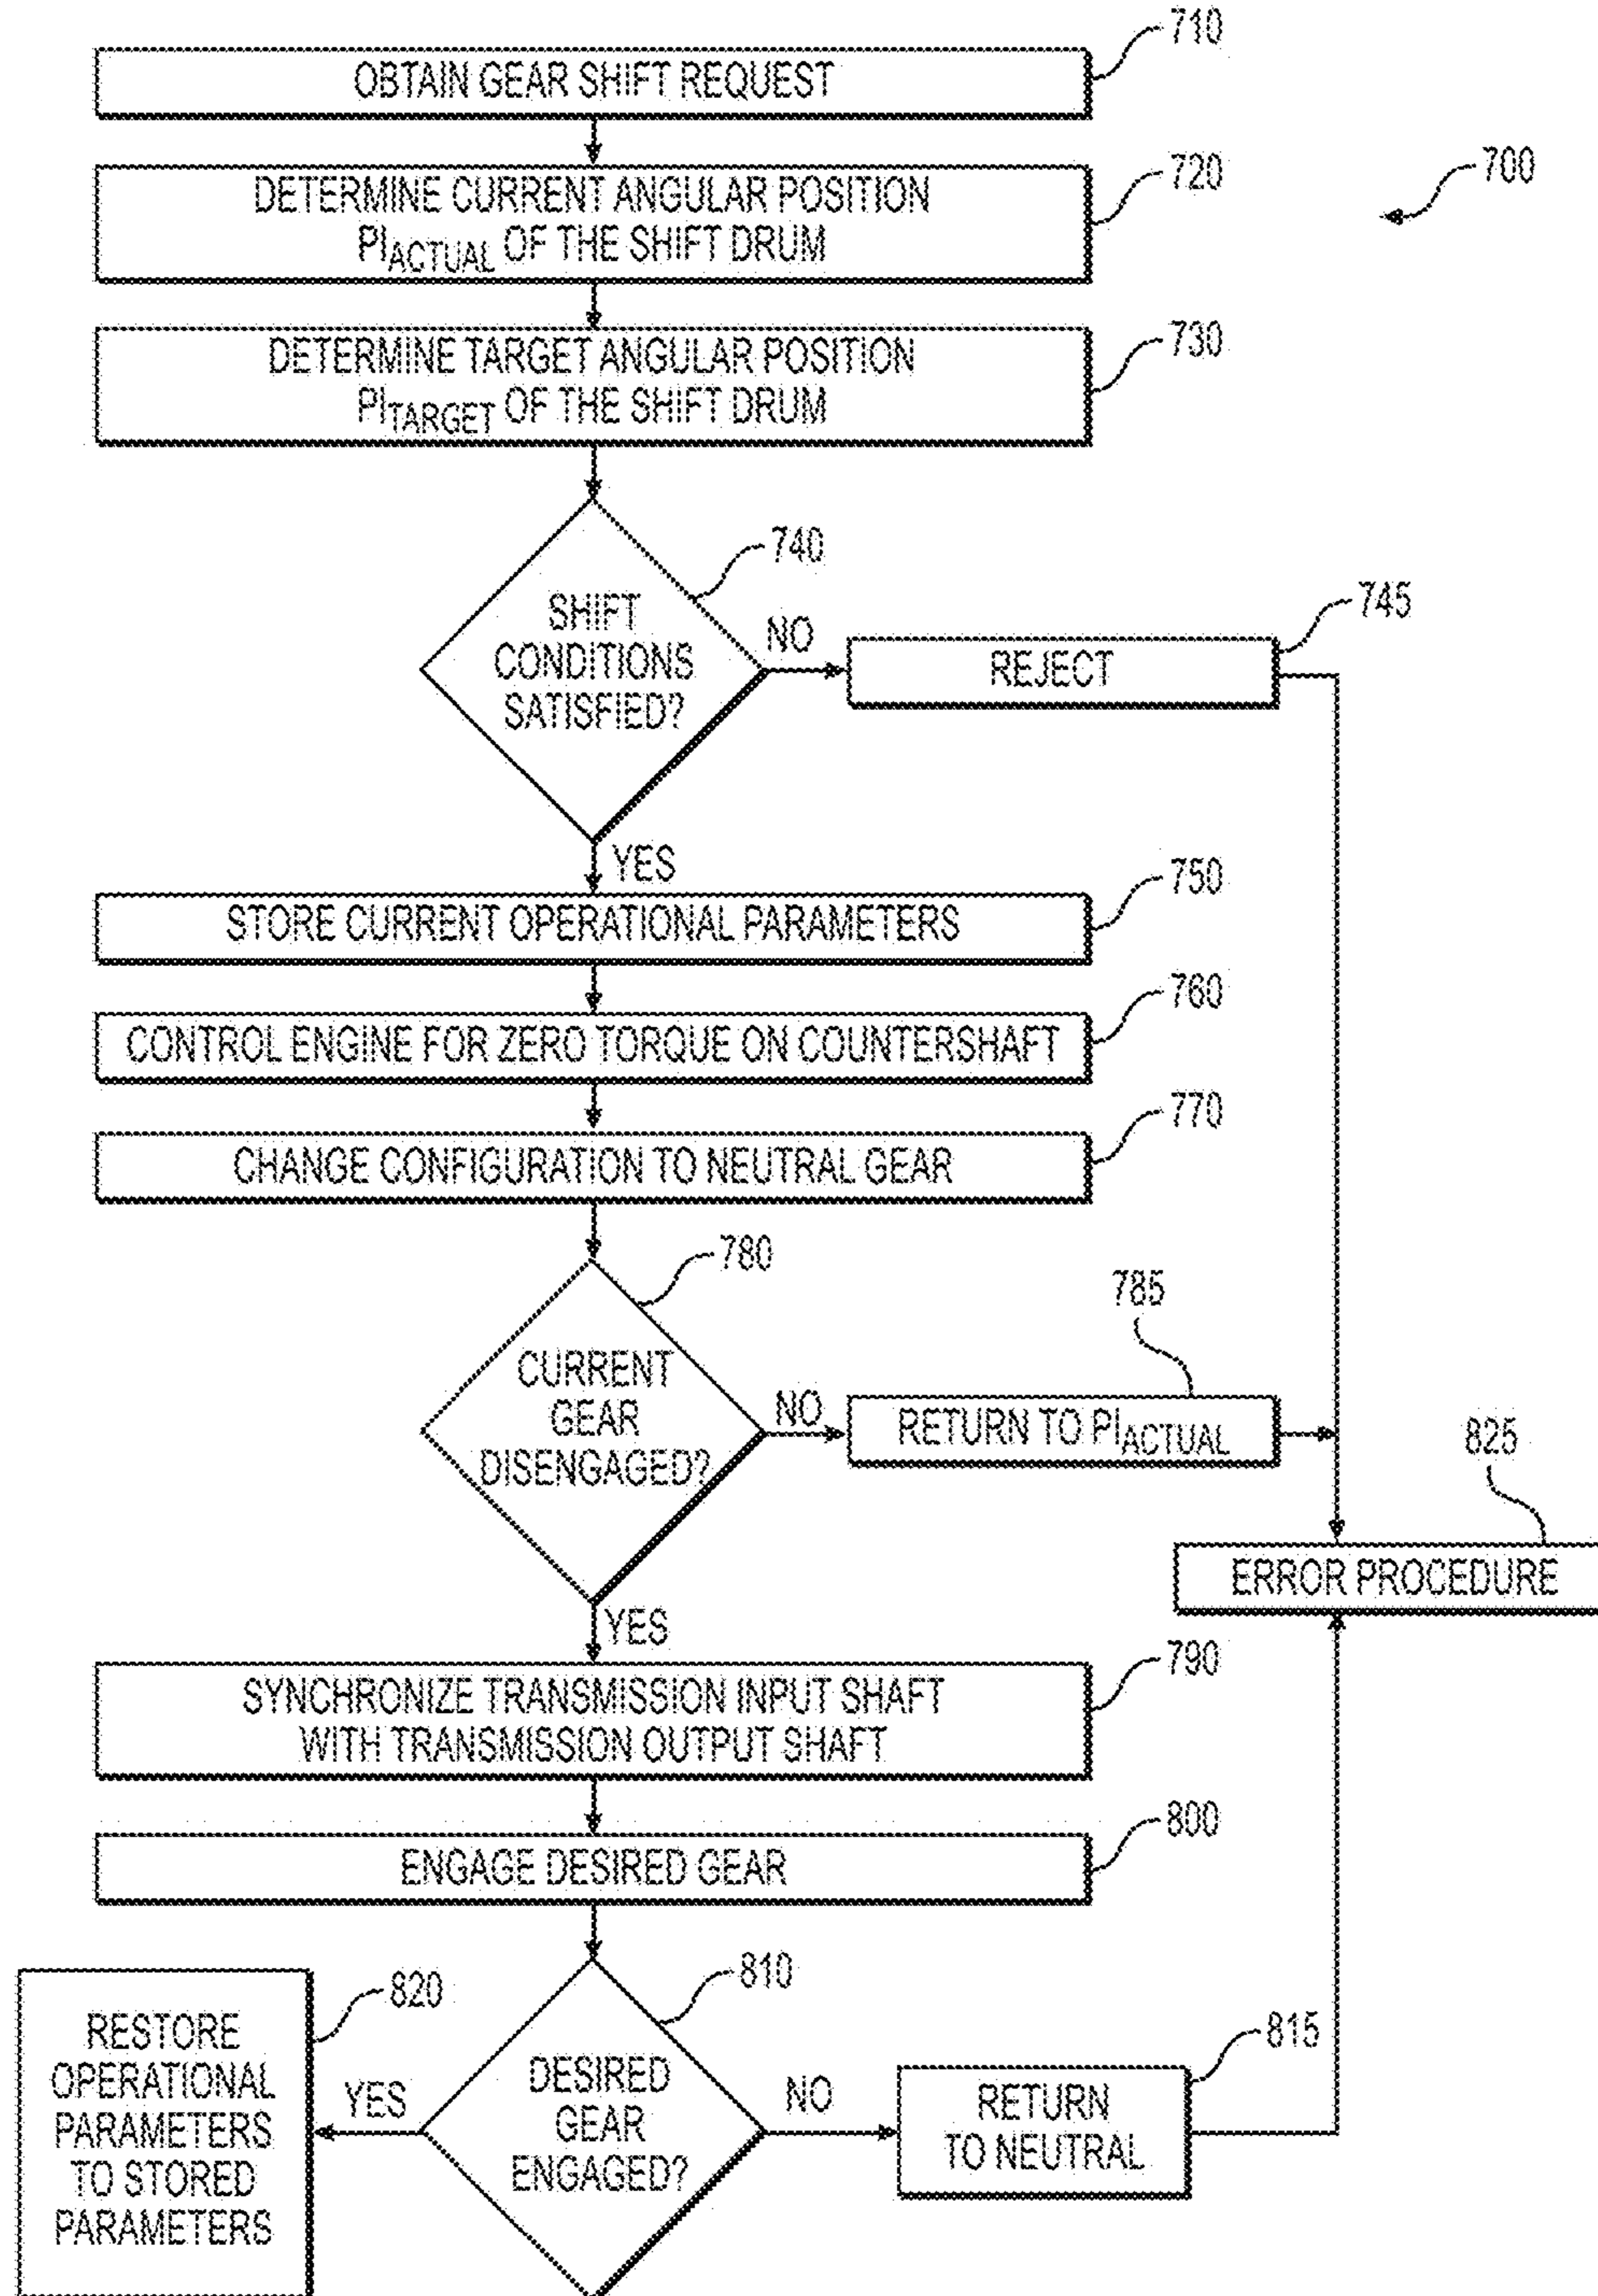 710
OBTAIN GEAR SHIFT REQUEST
720
DETERMINE CURRENT ANGULAR POSITION
PIACTUAL OF THE SHIFT DRUM
700
730
DETERMINE TARGET ANGULAR POSITION
PITARGET OF THE SHIFT DRUM
740
SHIFT
CONDITIONS
SATISFIED?
NO
745
REJECT
YES
750
STORE CURRENT OPERATIONAL PARAMETERS
760
CONTROL ENGINE FOR ZERO TORQUE ON COUNTERSHAFT
770
CHANGE CONFIGURATION TO NEUTRAL GEAR
780
CURRENT
GEAR
DISENGAGED?
NO
785
RETURN TO PIACTUAL
825
ERROR PROCEDURE
YES
790
SYNCHRONIZE TRANSMISSION INPUT SHAFT
WITH TRANSMISSION OUTPUT SHAFT
800
ENGAGE DESIRED GEAR
810
DESIRED
GEAR
ENGAGED?
YES
820
RESTORE
OPERATIONAL
PARAMETERS
TO STORED
PARAMETERS
NO
815
RETURN
TO NEUTRAL